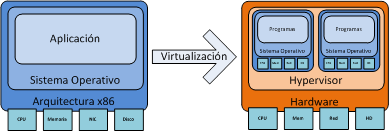 Aplicación
Sistema Operativo
Arquitectura x86
CPU
Memoria
NIC
Disco
Virtualización
Programas
Sistema Operativo
Programas
Sistema Operativo
Hypervisor
Hardware
CPU
Mem
Red
HD